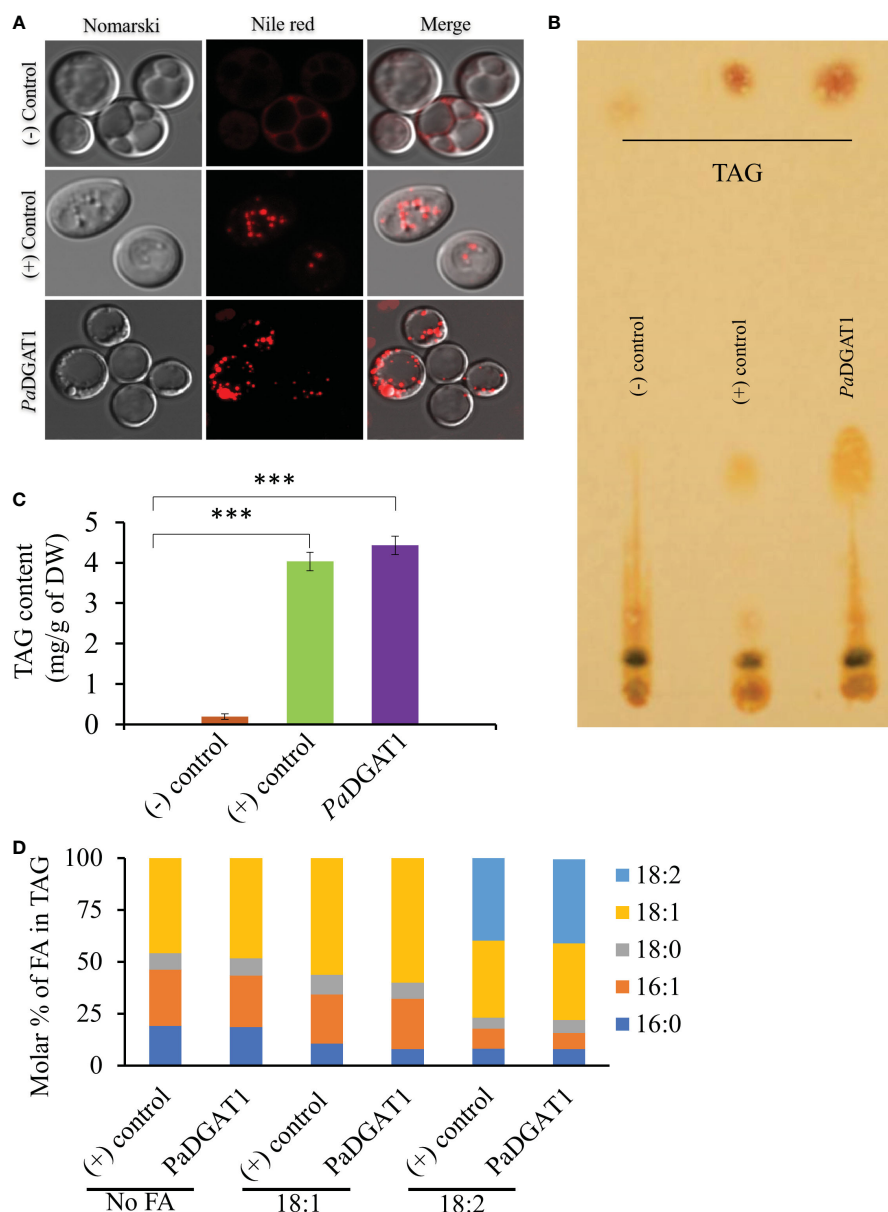 A
Nomarski
Nile red
Merge
(-) Control
(+) Control
PaDGAT1
B
TAG
(-) control
(+) control
PaDGAT1
C
***
***
TAG content
(mg/g of DW)
5
4
3
2
1
0
(-) control
(+) control
PaDGAT1
D
Molar % of FA in TAG
100
75
50
25
0
18:2
18:1
18:0
16:1
16:0
(+) control
PaDGAT1
(+) control
PaDGAT1
(+) control
PaDGAT1
No FA
18:1
18:2